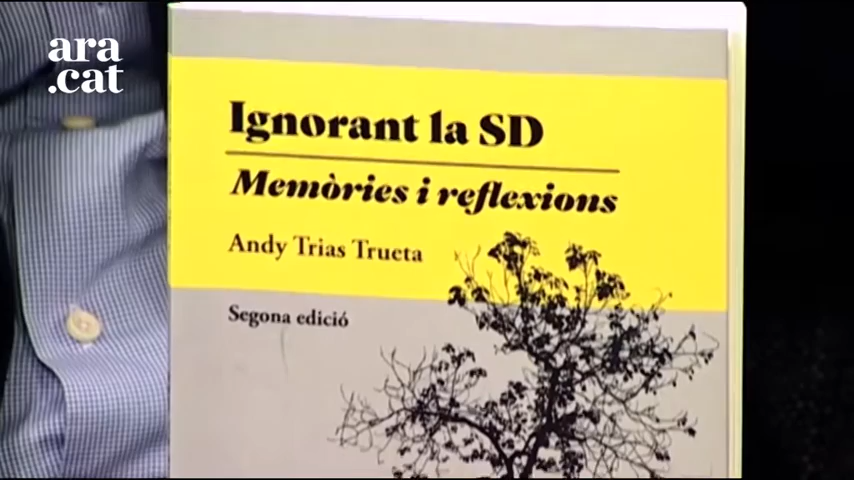 ara
.cat
Ignorant la SD
Memòries i reflexions
Andy Trias Trueta
Segona edició